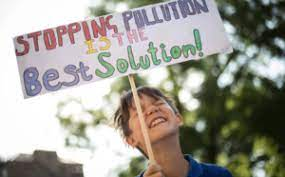 STOPPING POLLUTION
IS THE
BEST SOLUTION!